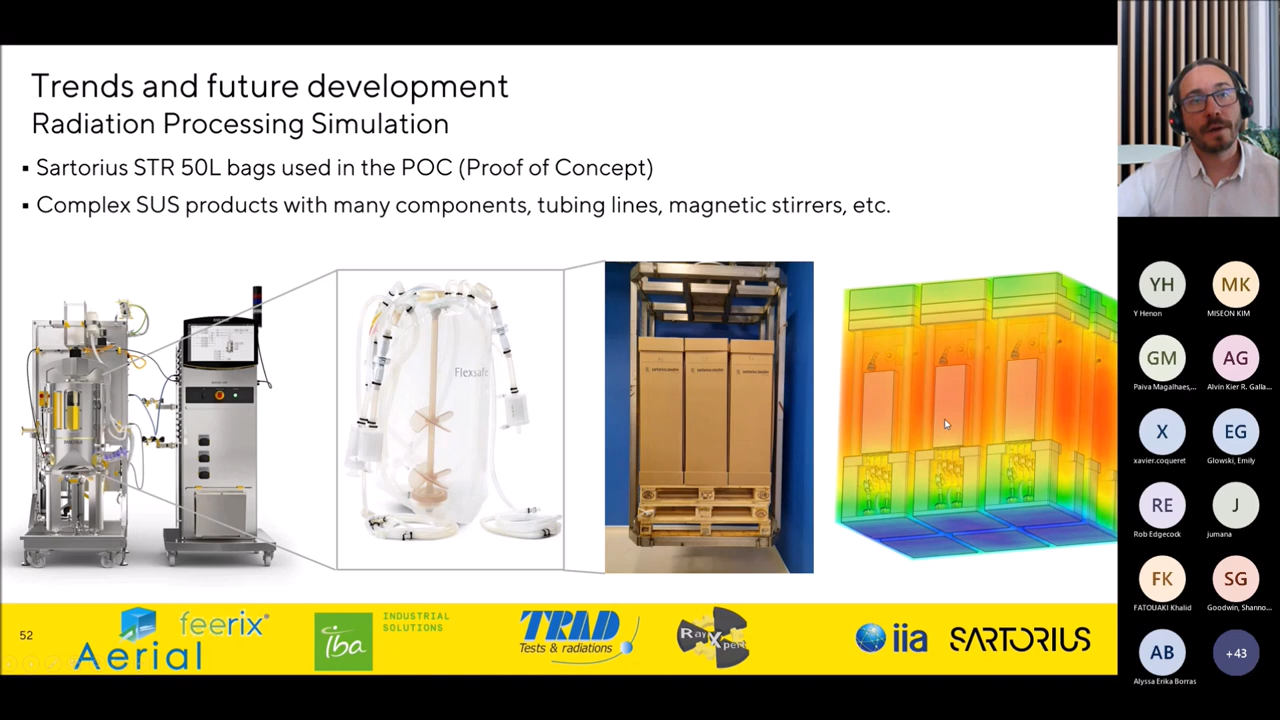 Trends and future development
Radiation Processing Simulation
▪ Sartorius STR 50L bags used in the POC (Proof of Concept)
▪ Complex SUS products with many components, tubing lines, magnetic stirrers, etc.
Flexsafe
52
Aerial
feerix®
iba
INDUSTRIAL
SOLUTIONS
TRAD
Tests & radiations
RayXpert
iia
SARTORIUS
YH
Y Henon
MK
MISEON KIM
GM
Paiva Magalhaes,...
AG
Alvin Kier R. Galla...
X
xavier.coqueret
EG
Glowski, Emily
RE
Rob Edgecock
J
jumana
FK
FATOUAKI Khalid
SG
Goodwin, Shanno...
AB
Alyssa Erika Borras
+43